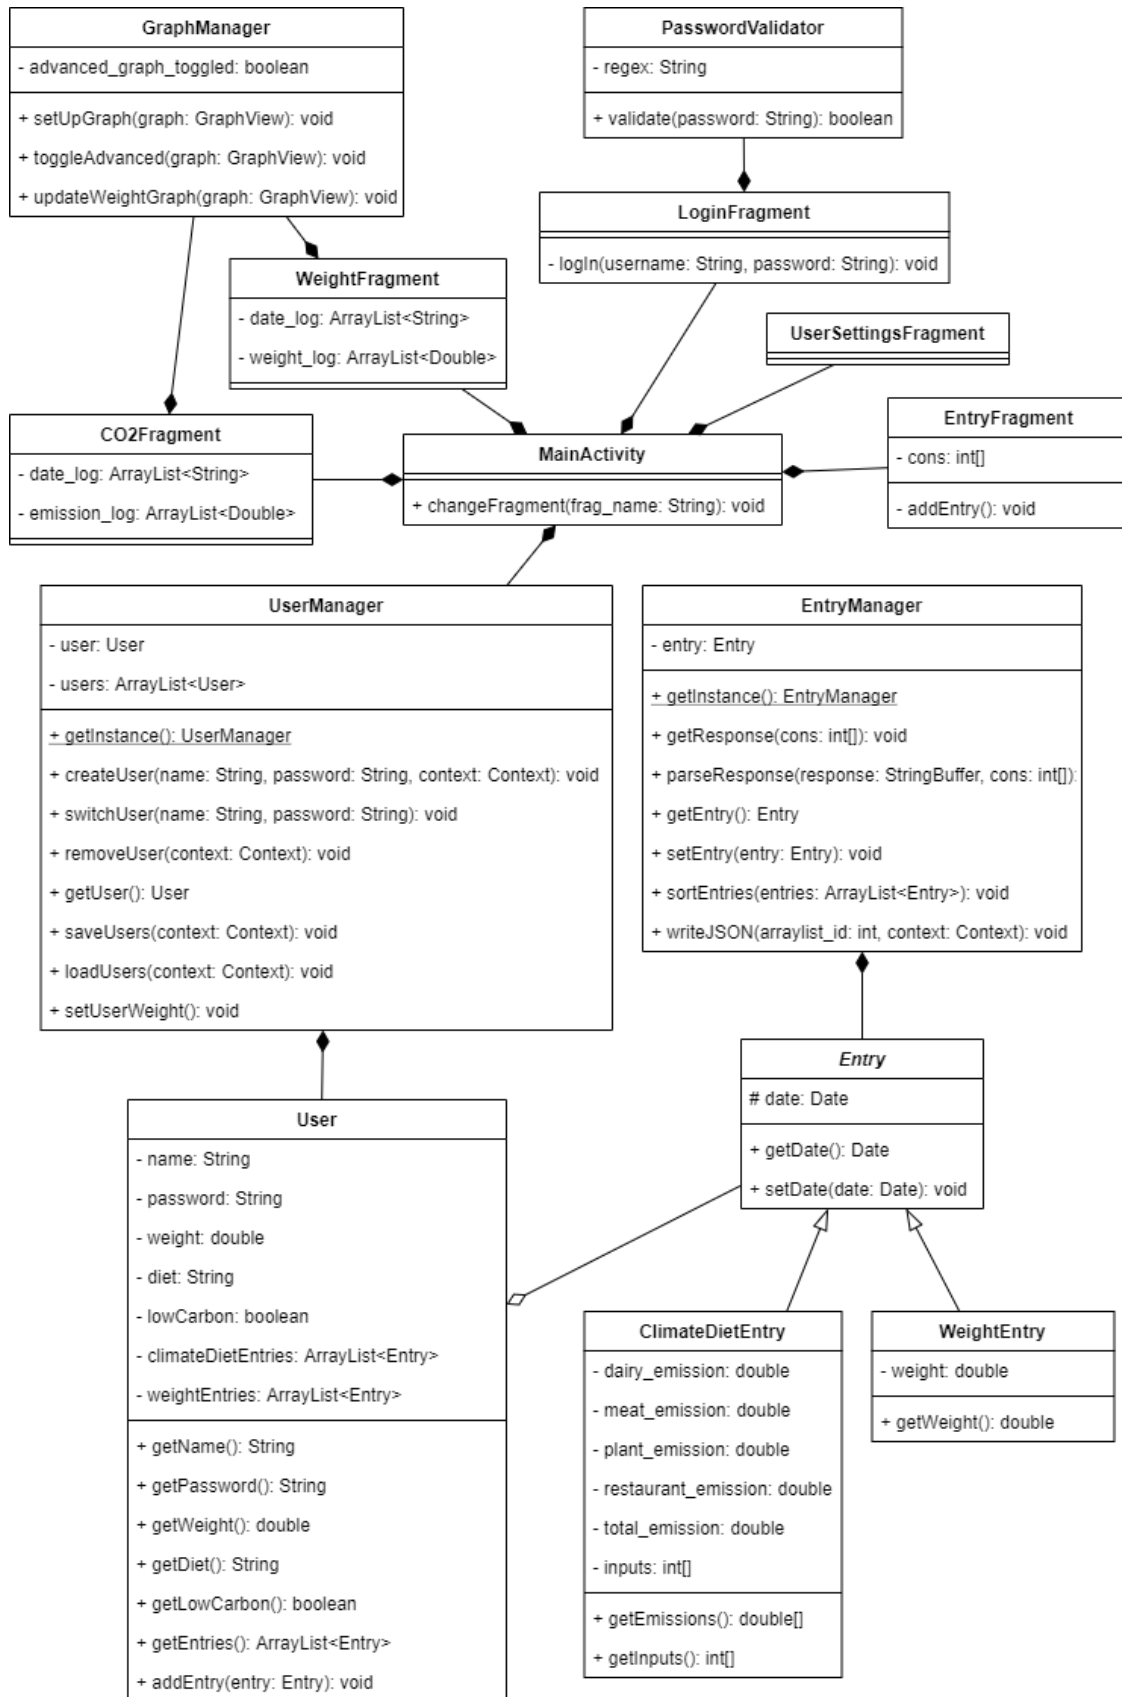 GraphManager
- advanced_graph_toggled: boolean
+ setUpGraph(graph: GraphView): void
+ toggleAdvanced(graph: GraphView): void
+ updateWeightGraph(graph: GraphView): void
PasswordValidator
- regex: String
+ validate(password: String): boolean
LoginFragment
- logIn(username: String, password: String): void
WeightFragment
- date_log: ArrayList<String>
- weight_log: ArrayList<Double>
UserSettingsFragment
CO2Fragment
- date_log: ArrayList<String>
- emission_log: ArrayList<Double>
MainActivity
+ changeFragment(frag_name: String): void
EntryFragment
- cons: int[]
- addEntry(): void
UserManager
- user: User
- users: ArrayList<User>
+ getInstance(): UserManager
+ createUser(name: String, password: String, context: Context): void
+ switchUser(name: String, password: String): void
+ removeUser(context: Context): void
+ getUser(): User
+ saveUsers(context: Context): void
+ loadUsers(context: Context): void
+ setUserWeight(): void
EntryManager
- entry: Entry
+ getInstance(): EntryManager
+ getResponse(cons: int[]): void
+ parseResponse(response: StringBuffer, cons: int[]):
+ getEntry(): Entry
+ setEntry(entry: Entry): void
+ sortEntries(entries: ArrayList<Entry>): void
+ writeJSON(arraylist_id: int, context: Context): void
Entry
# date: Date
+ getDate(): Date
+ setDate(date: Date): void
User
- name: String
- password: String
- weight: double
- diet: String
- lowCarbon: boolean
- climateDietEntries: ArrayList<Entry>
- weightEntries: ArrayList<Entry>
+ getName(): String
+ getPassword(): String
+ getWeight(): double
+ getDiet(): String
+ getLowCarbon(): boolean
+ getEntries(): ArrayList<Entry>
+ addEntry(entry: Entry): void
ClimateDietEntry
- dairy_emission: double
- meat_emission: double
- plant_emission: double
- restaurant_emission: double
- total_emission: double
- inputs: int[]
+ getEmissions(): double[]
+ getInputs(): int[]
WeightEntry
- weight: double
+ getWeight(): double